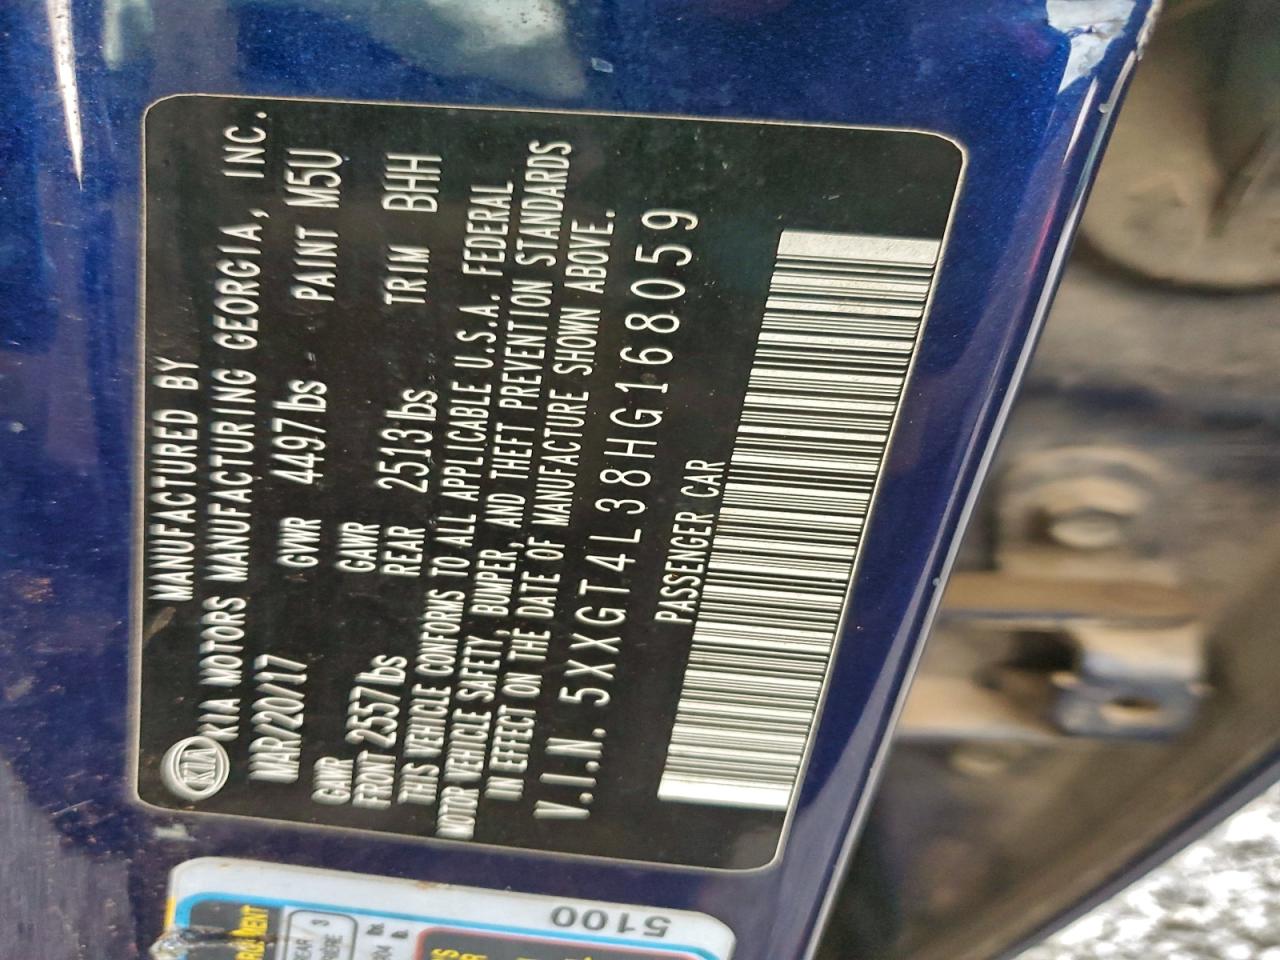 MANUFACTURED BY
KIA KIA MOTORS MANUFACTURING GEORGIA, INC.
MAR/20/17 GVWR 4497lbs PAINT M5U
GAWR FRONT 2557lbs GAWR REAR 2513lbs TRIM BHH
THIS VEHICLE CONFORMS TO ALL APPLICABLE U.S.A. FEDERAL
MOTOR VEHICLE SAFETY, BUMPER, AND THEFT PREVENTION STANDARDS
IN EFFECT ON THE DATE OF MANUFACTURE SHOWN ABOVE.
V.I.N. 5XXGT4L38HG168059
PASSENGER CAR
5100
3